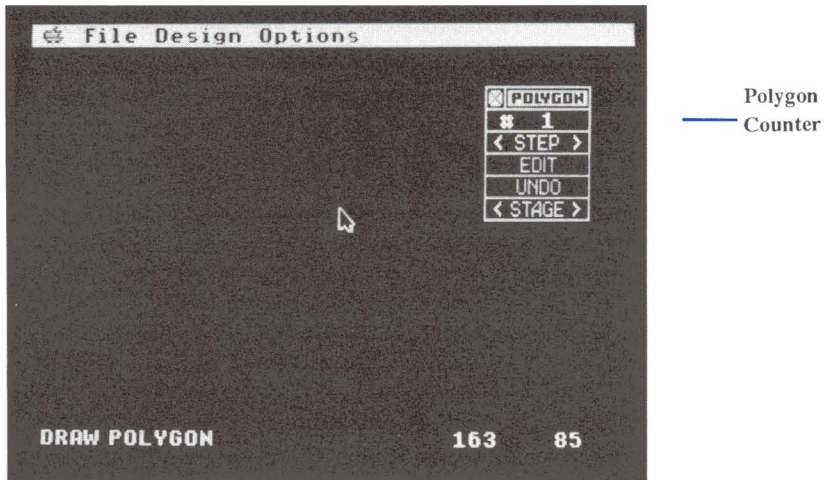 File Design Options
POLYGON
# 1
< STEP >
EDIT
UNDO
< STAGE >
DRAW POLYGON 163 85
Polygon
Counter